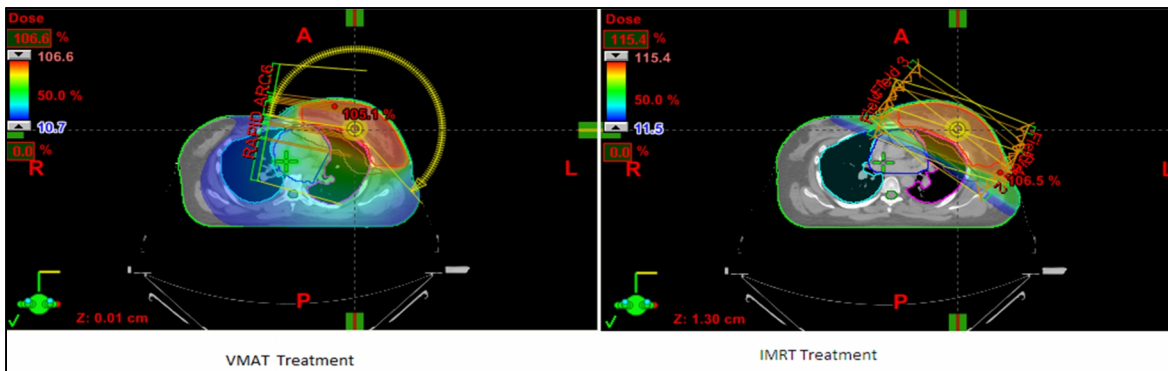 Dose
106.6 %
106.6
50.0 %
10.7
0.0 %
A
RAPID ARC6
105.1 %
R
L
P
Z: 0.01 cm
VMAT Treatment
Dose
115.4 %
115.4
50.0 %
11.5
0.0 %
A
Field 3
106.5 %
R
L
P
Z: 1.30 cm
IMRT Treatment